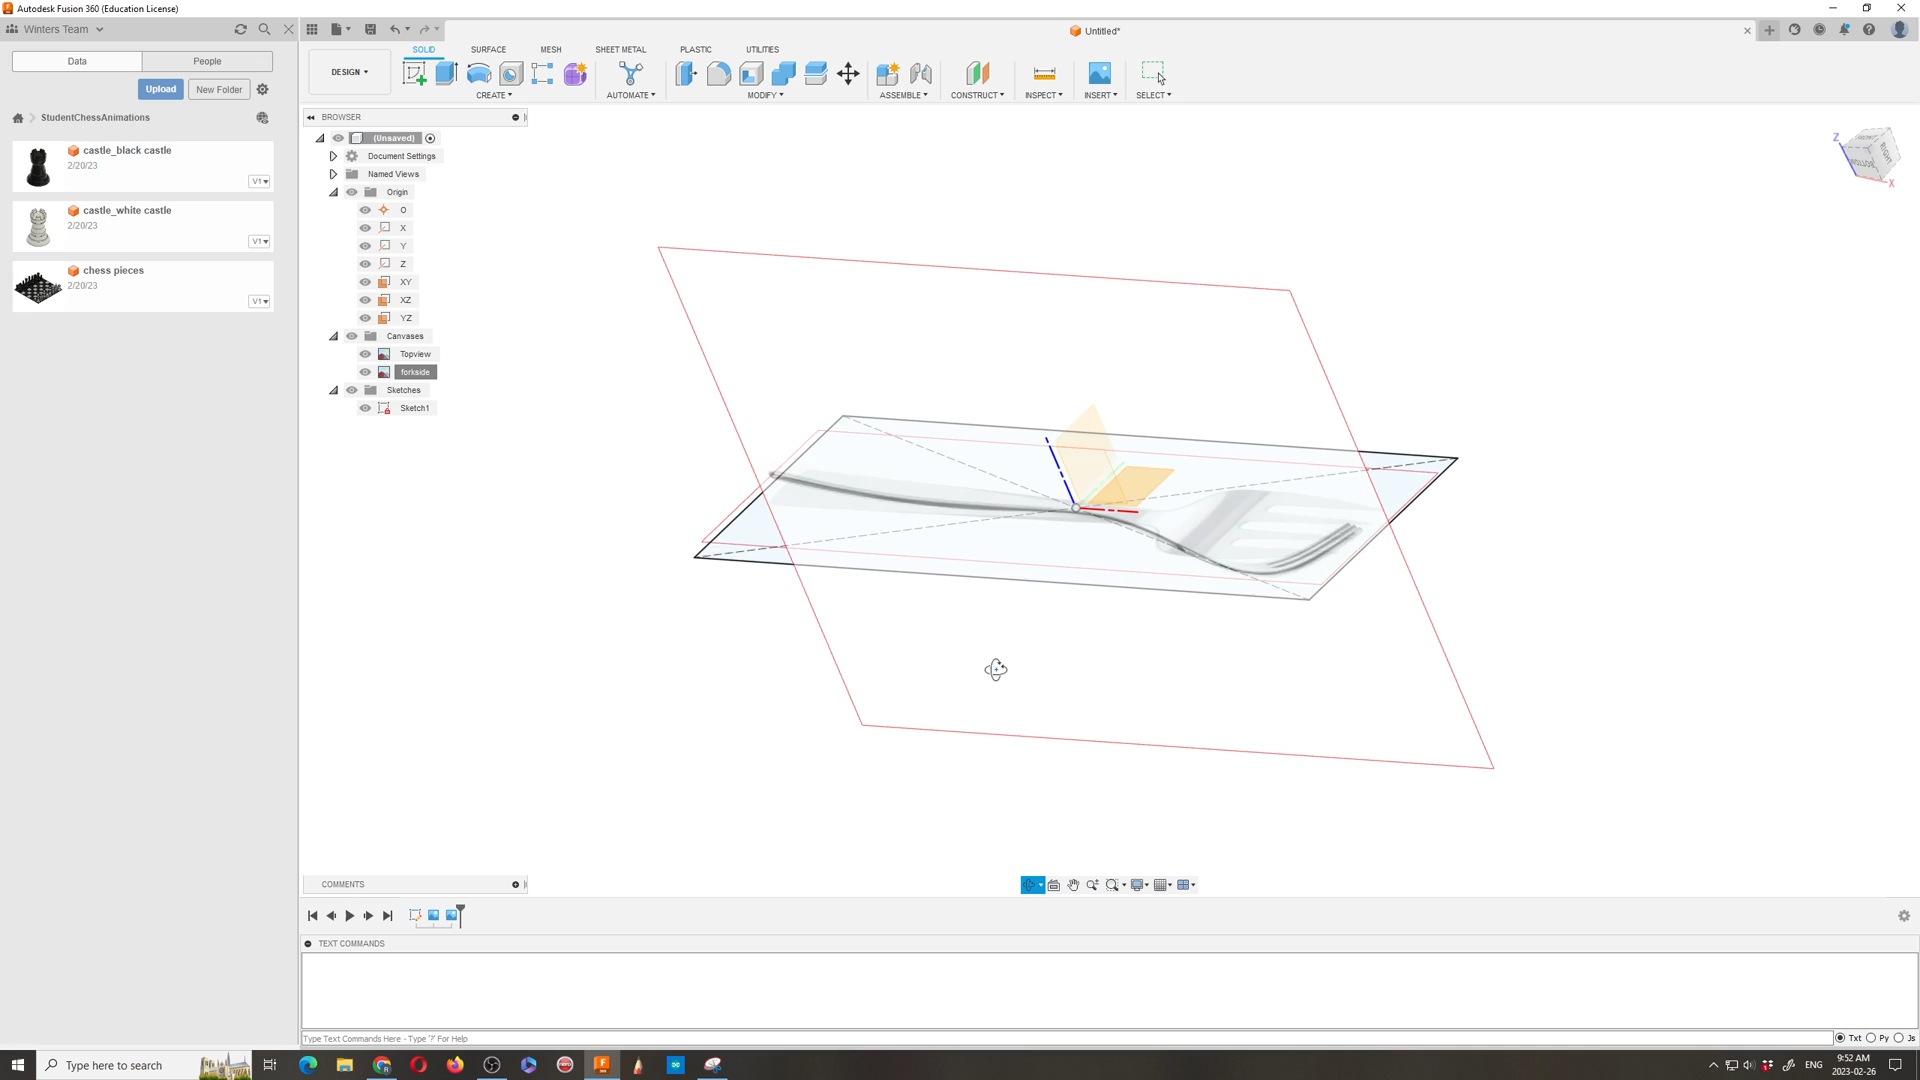 Autodesk Fusion 360 (Education License)
Winters Team
Untitled*
Data
People
Upload
New Folder
StudentChessAnimations
castle_black castle
2/20/23
V1
castle_white castle
2/20/23
V1
chess pieces
2/20/23
V1
DESIGN
SOLID
SURFACE
MESH
SHEET METAL
PLASTIC
UTILITIES
CREATE
AUTOMATE
MODIFY
ASSEMBLE
CONSTRUCT
INSPECT
INSERT
SELECT
BROWSER
(Unsaved)
Document Settings
Named Views
Origin
O
X
Y
Z
XY
XZ
YZ
Canvases
Topview
forkside
Sketches
Sketch1
Z
RIGHT
BOTTOM
X
COMMENTS
TEXT COMMANDS
Type Text Commands Here - Type '?' For Help
Txt
Py
Js
Type here to search
ENG
9:52 AM
2023-02-26